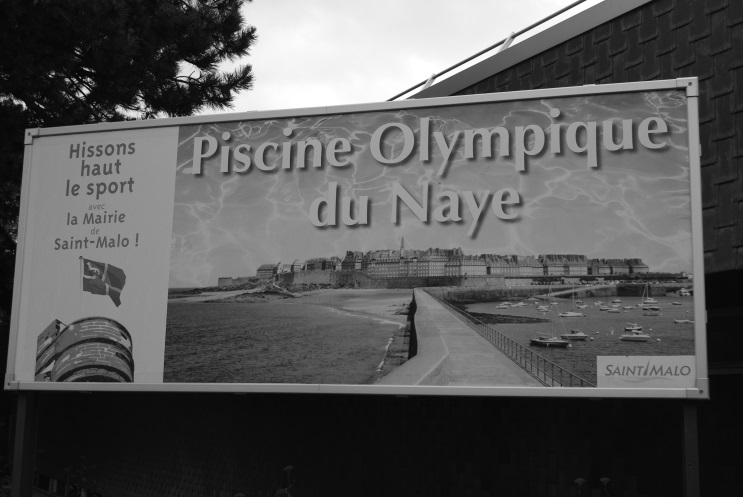 Hissons
haut
le sport
avec
la Mairie
de
Saint-Malo !
Piscine Olympique
du Naye
SAINT/MALO